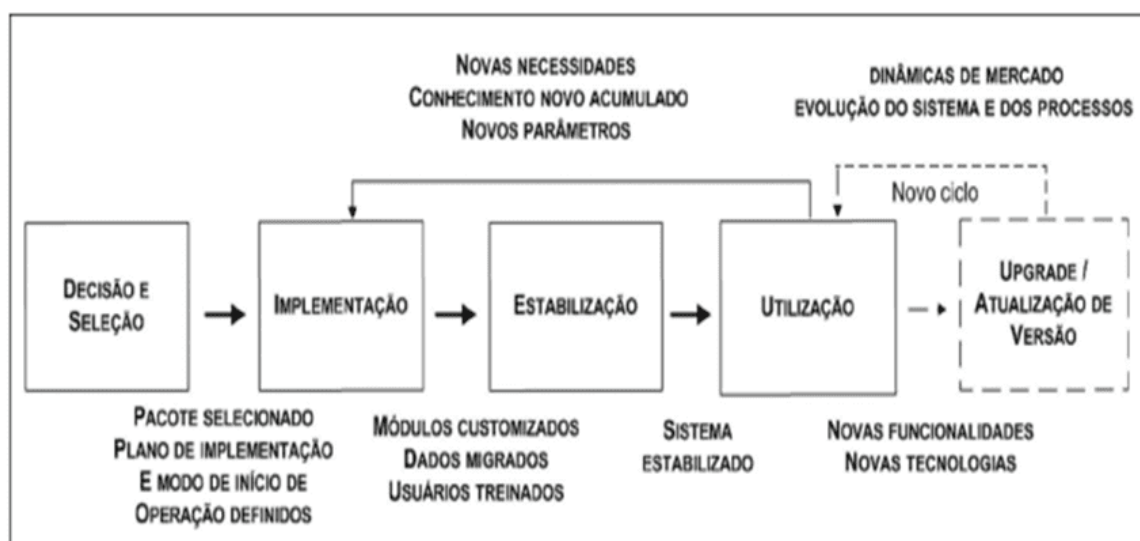 NOVAS NECESSIDADES
CONHECIMENTO NOVO ACUMULADO
NOVOS PARÂMETROS
DINÂMICAS DE MERCADO
EVOLUÇÃO DO SISTEMA E DOS PROCESSOS
Novo ciclo
DECISÃO E
SELEÇÃO
IMPLEMENTAÇÃO
ESTABILIZAÇÃO
UTILIZAÇÃO
UPGRADE /
ATUALIZAÇÃO DE
VERSÃO
PACOTE SELECIONADO
PLANO DE IMPLEMENTAÇÃO
E MODO DE INÍCIO DE
OPERAÇÃO DEFINIDOS
MÓDULOS CUSTOMIZADOS
DADOS MIGRADOS
USUÁRIOS TREINADOS
SISTEMA
ESTABILIZADO
NOVAS FUNCIONALIDADES
NOVAS TECNOLOGIAS